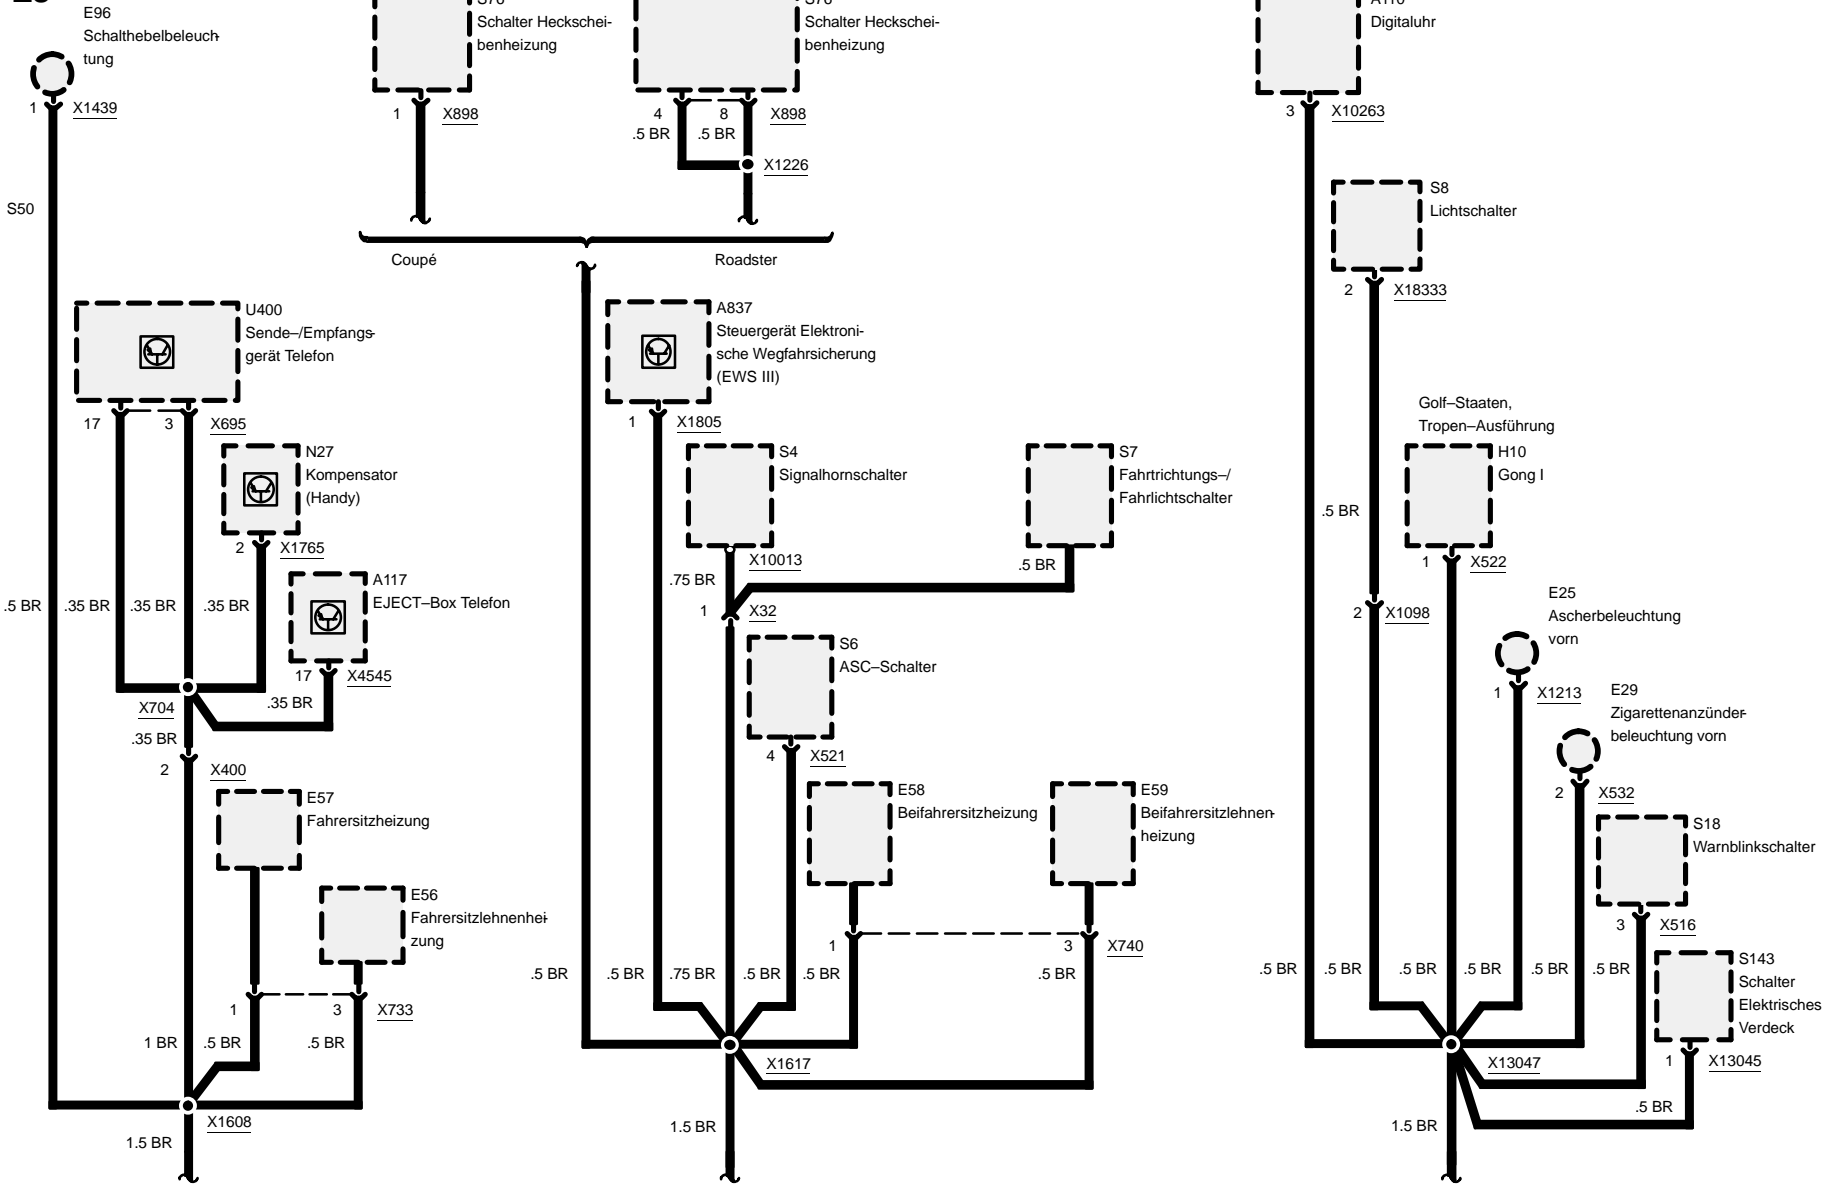 E96
Schalthebelbeleuch-
tung
1
X1439
S50
Schalter Heckschei-
benheizung
1
X898
Schalter Heckschei-
benheizung
4
8
X898
.5 BR
.5 BR
X1226
Coupé
Roadster
Digitaluhr
3
X10263
S8
Lichtschalter
2
X18333
U400
Sende–/Empfangs-
gerät Telefon
17
3
X695
N27
Kompensator
(Handy)
2
X1765
A117
EJECT–Box Telefon
.5 BR
.35 BR
.35 BR
.35 BR
17
X4545
X704
.35 BR
.35 BR
2
X400
E57
Fahrersitzheizung
E56
Fahrersitzlehnenhei-
zung
1
3
X733
1 BR
.5 BR
.5 BR
X1608
1.5 BR
A837
Steuergerät Elektroni-
sche Wegfahrsicherung
(EWS III)
1
X1805
S4
Signalhornschalter
S7
Fahrtrichtungs–/
Fahrlichtschalter
X10013
.75 BR
.5 BR
1
X32
S6
ASC–Schalter
4
X521
E58
Beifahrersitzheizung
E59
Beifahrersitzlehnen-
heizung
1
3
X740
.5 BR
.5 BR
.75 BR
.5 BR
.5 BR
.5 BR
X1617
1.5 BR
Golf–Staaten,
Tropen–Ausführung
H10
Gong I
.5 BR
1
X522
2
X1098
E25
Ascherbeleuchtung
vorn
1
X1213
E29
Zigarettenanzünder-
beleuchtung vorn
2
X532
S18
Warnblinkschalter
3
X516
S143
Schalter
Elektrisches
Verdeck
.5 BR
.5 BR
.5 BR
.5 BR
.5 BR
.5 BR
1
X13045
X13047
.5 BR
1.5 BR